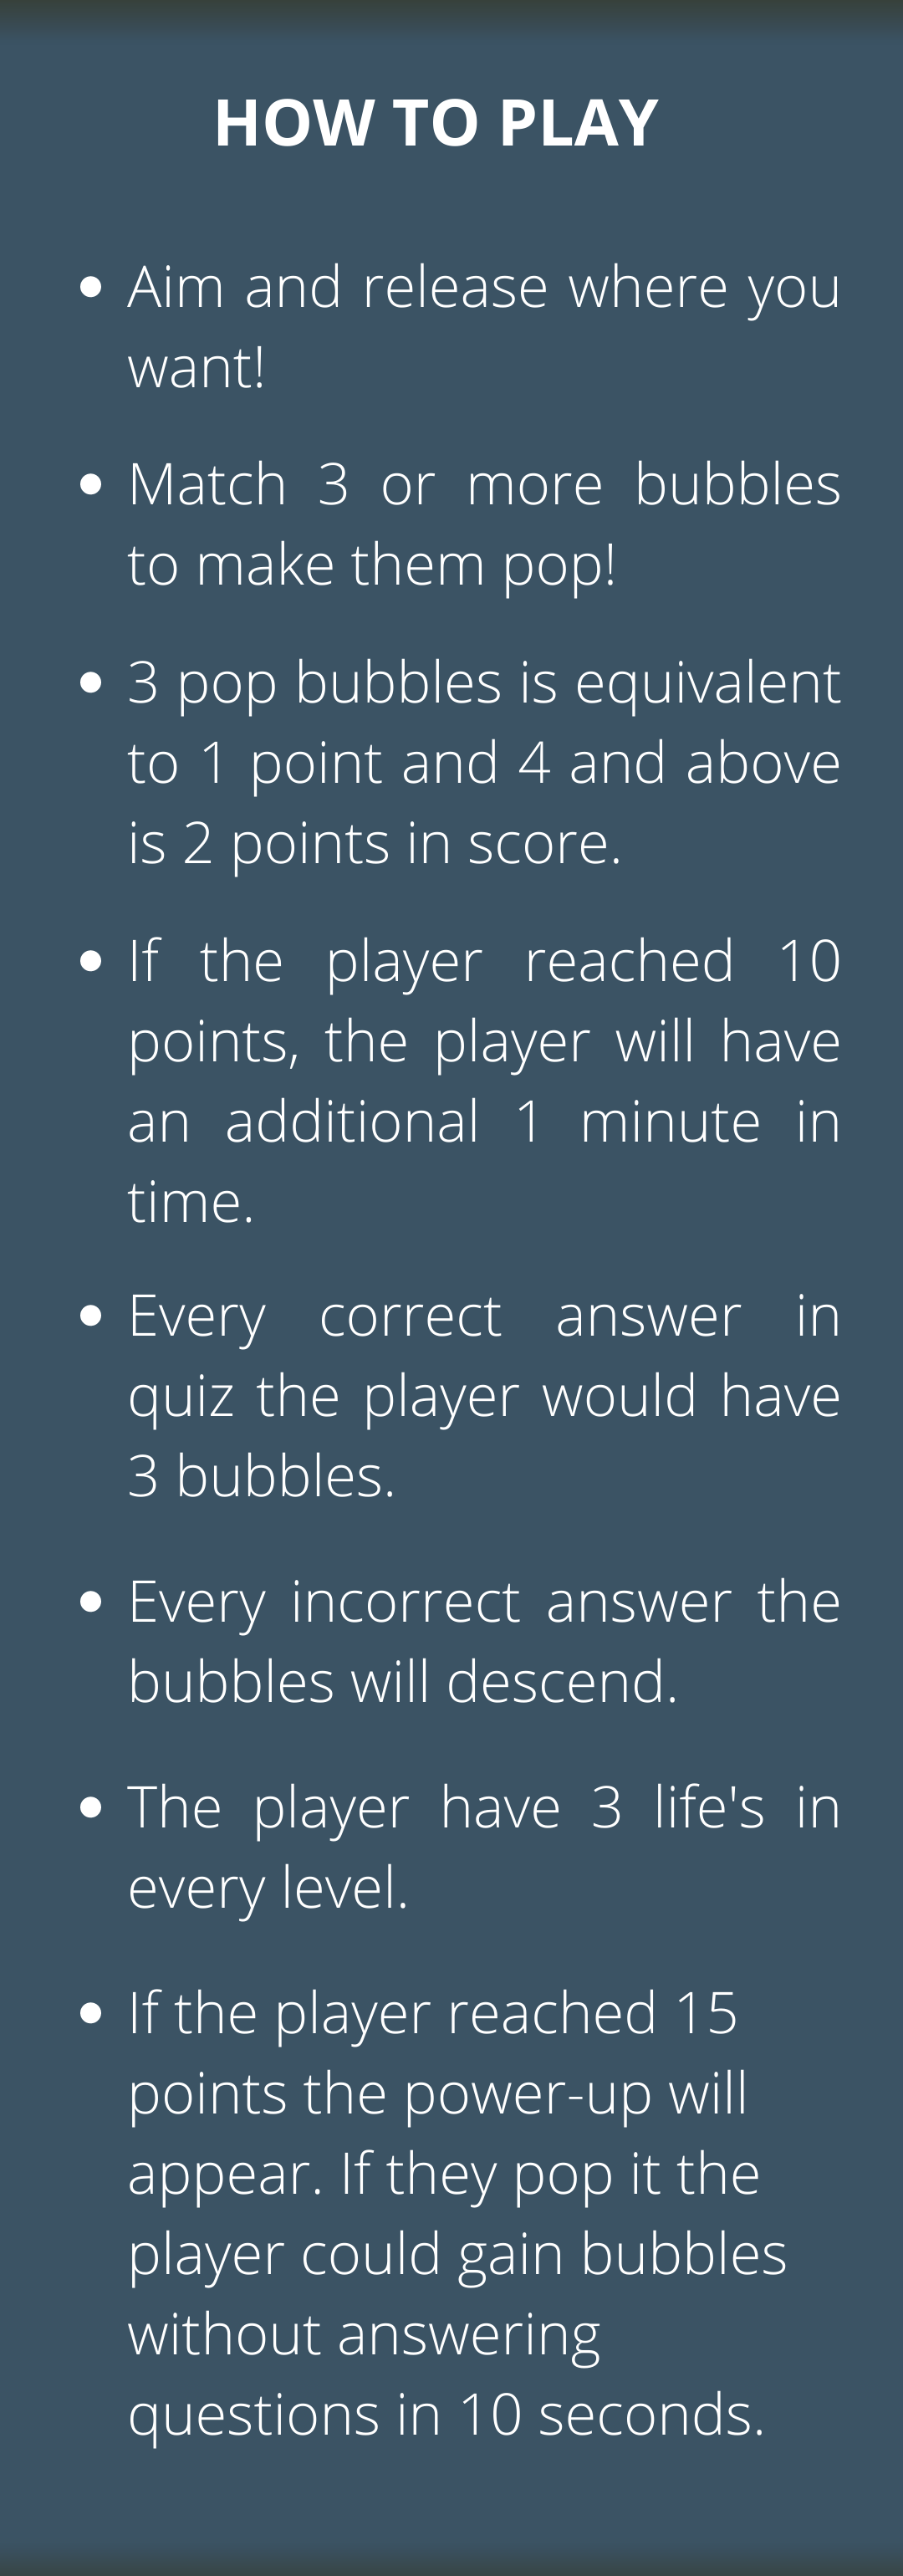 HOW TO PLAY
• Aim and release where you
want!
• Match 3 or more bubbles
to make them pop!
• 3 pop bubbles is equivalent
to 1 point and 4 and above
is 2 points in score.
• If the player reached 10
points, the player will have
an additional 1 minute in
time.
• Every correct answer in
quiz the player would have
3 bubbles.
• Every incorrect answer the
bubbles will descend.
• The player have 3 life's in
every level.
• If the player reached 15
points the power-up will
appear. If they pop it the
player could gain bubbles
without answering
questions in 10 seconds.